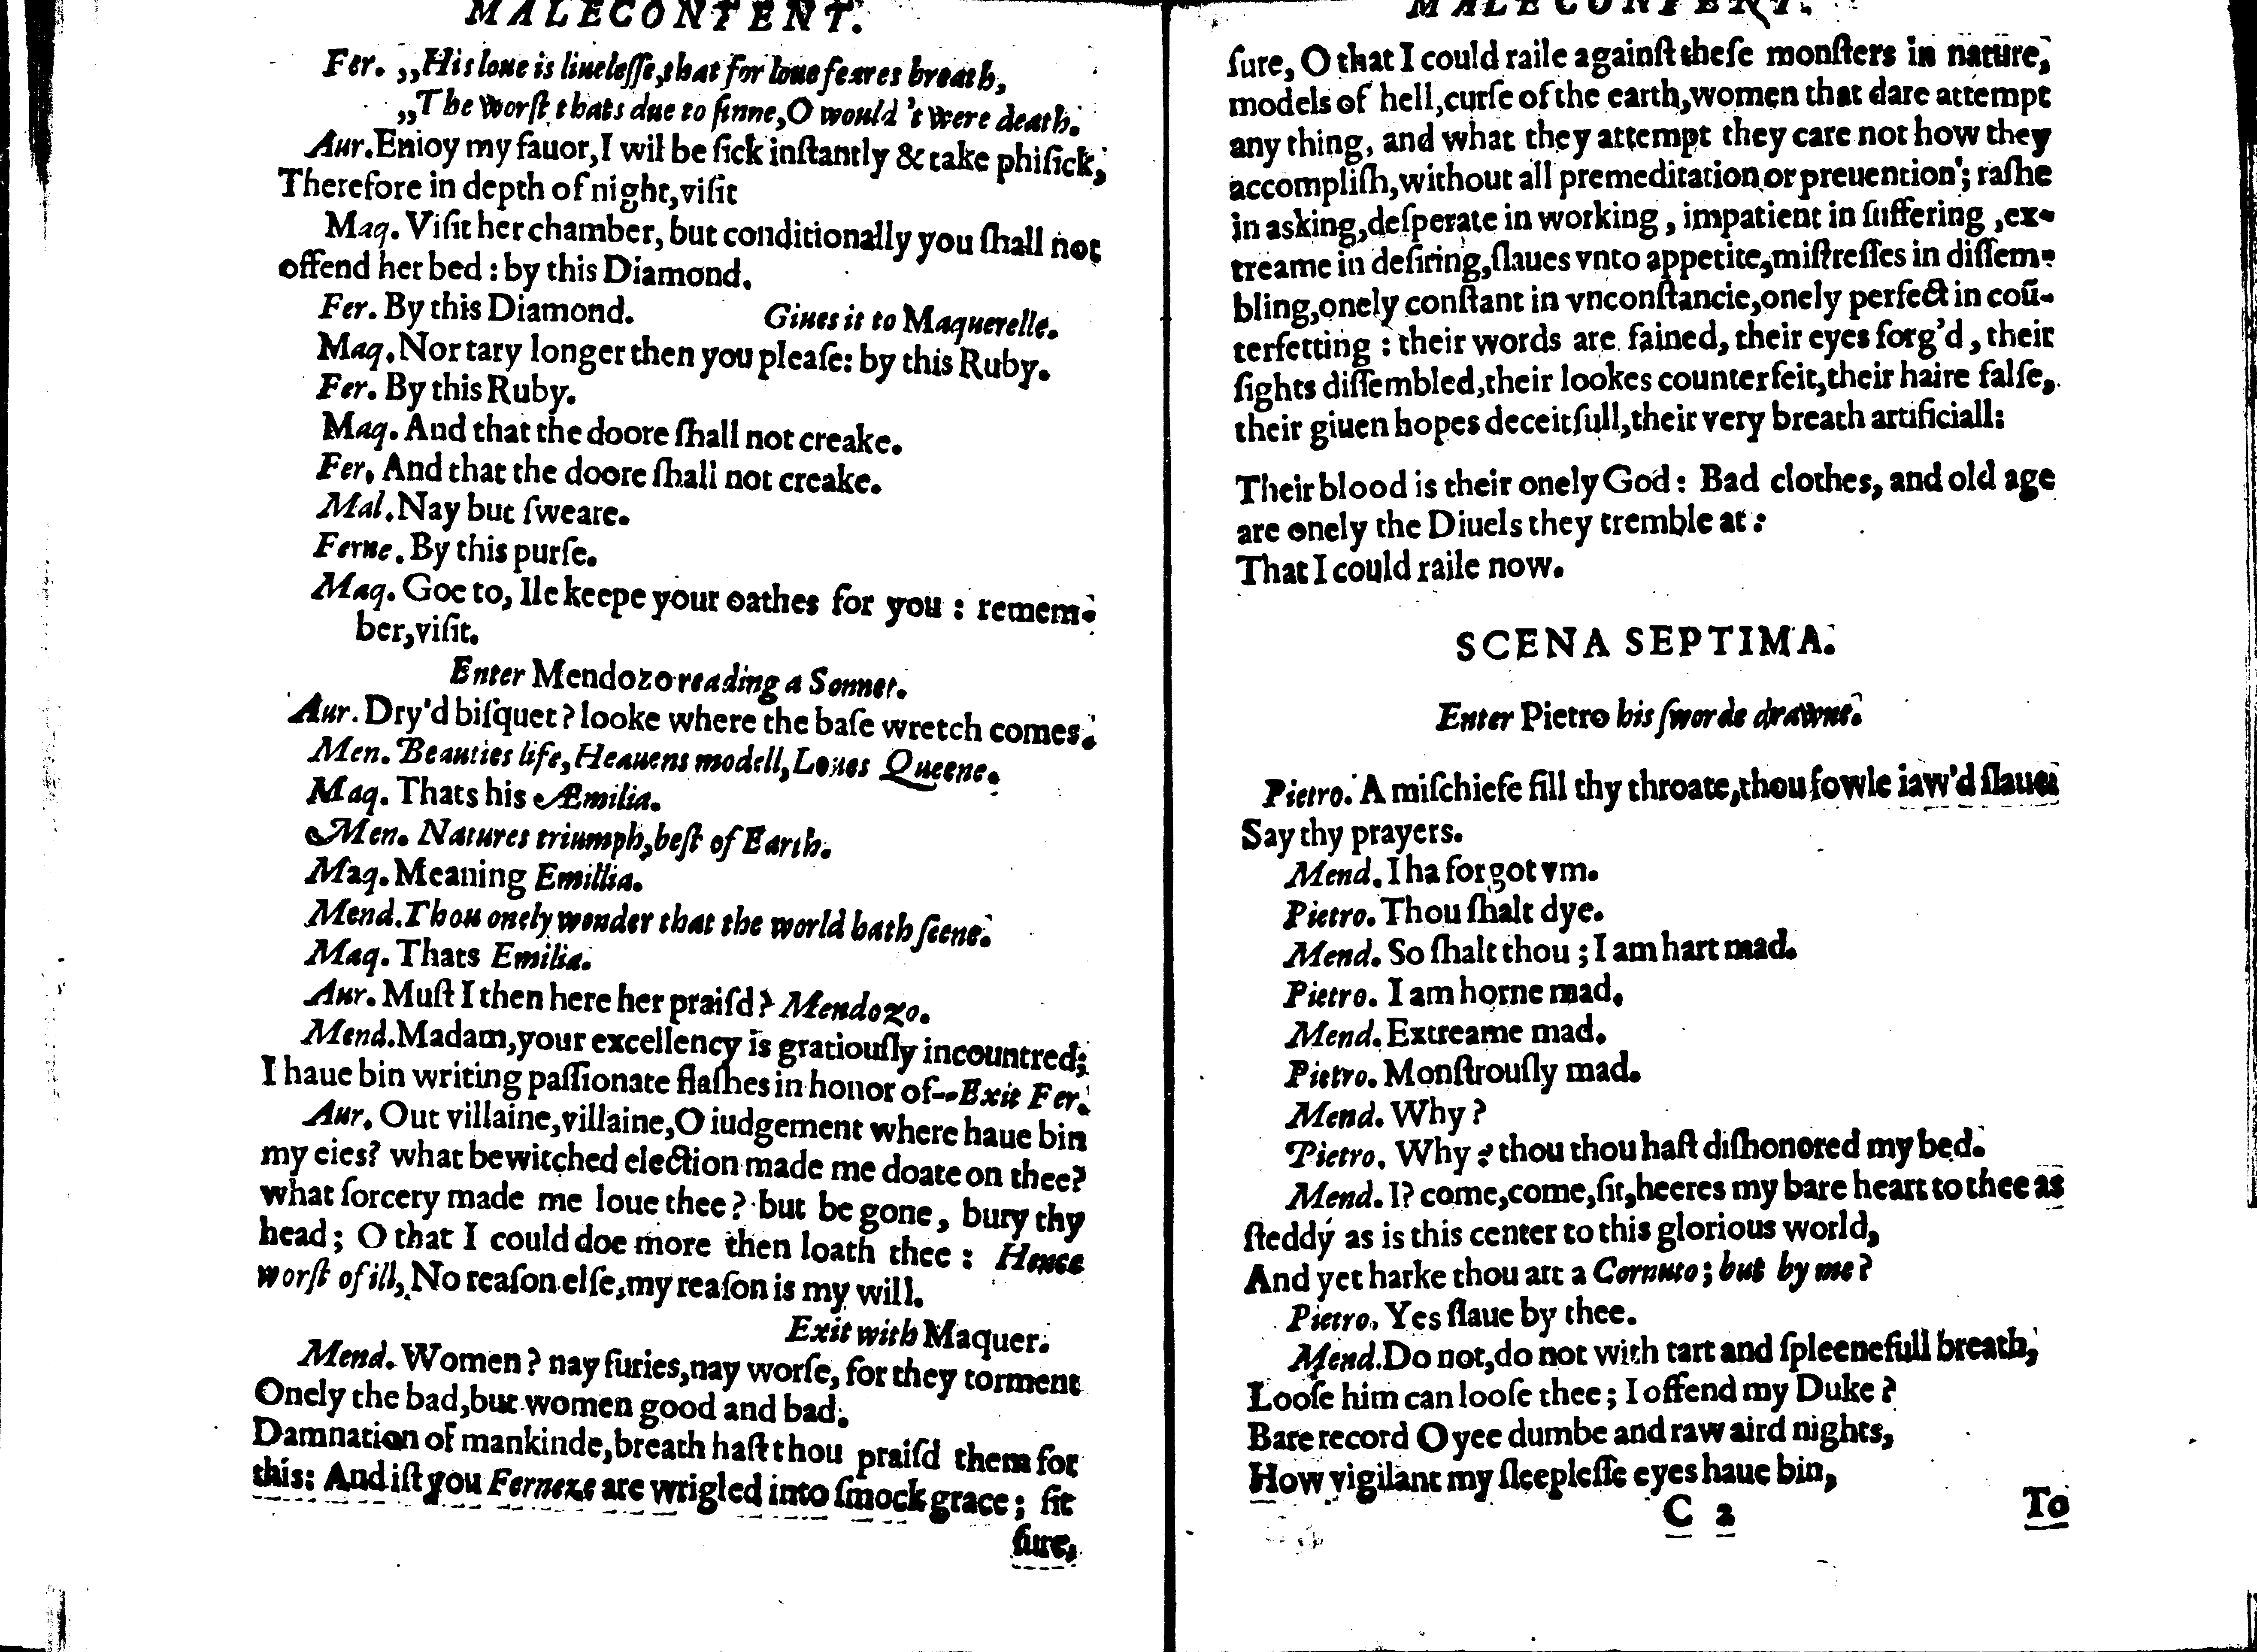 MALECONTENT.
Fer. ,,His loue is liuelesse,that for loue feares breath,
,,The worſt thats due to ſinne,O would 't were death.
Aur.Enioy my fauor,I wil be ſick inſtantly & take phiſick,
Therefore in depth of night,viſit
Maq. Viſit her chamber, but conditionally you ſhall not
offend her bed : by this Diamond.
Fer. By this Diamond. Giues it to Maquerelle.
Maq. Nor tary longer then you pleaſe: by this Ruby.
Fer. By this Ruby.
Maq. And that the doore ſhall not creake.
Fer. And that the doore ſhall not creake.
Mal. Nay but ſweare.
Ferne. By this purſe.
Maq. Goe to, Ile keepe your oathes for you : remem-
ber,viſit.
Enter Mendozo reading a Sonnet.
Aur. Dry'd biſquet? looke where the baſe wretch comes.
Men. Beauties life,Heauens modell,Loues Queene.
Maq. Thats his Æmilia.
Men. Natures triumph,beſt of Earth.
Maq. Meaning Emillia.
Mend.Thou onely wonder that the world hath ſeene.
Maq. Thats Emilia.
Aur. Muſt I then here her praiſd? Mendozo.
Mend.Madam,your excellency is gratiouſly incountred;
I haue bin writing paſſionate flaſhes in honor of--Exit Fer.
Aur. Out villaine,villaine,O iudgement where haue bin
my eies? what bewitched election made me doate on thee?
what ſorcery made me loue thee? but be gone, bury thy
head; O that I could doe more then loath thee : Hence
worſt of ill, No reaſon elſe,my reaſon is my will.
Exit with Maquer.
Mend. Women? nay furies,nay worſe, for they torment
Onely the bad,but women good and bad.
Damnation of mankinde,breath haſt thou praiſd them for
this: And iſt you Ferneze are wrigled into ſmock grace; ſit
ſure,
MALECONTENT.
ſure, O that I could raile againſt theſe monſters in nature,
models of hell,curſe of the earth,women that dare attempt
any thing, and what they attempt they care not how they
accompliſh,without all premeditation or preuention; raſhe
in asking,deſperate in working, impatient in ſuffering ,ex-
treame in deſiring,ſlaues vnto appetite,miſtreſſes in diſſem-
bling,onely conſtant in vnconſtancie,onely perfect in coũ-
terfetting : their words are fained, their eyes forg'd, their
ſights diſſembled,their lookes counterfeit,their haire falſe,
their giuen hopes deceitfull,their very breath artificiall:
Their blood is their onely God: Bad clothes, and old age
are onely the Diuels they tremble at:
That I could raile now.
SCENA SEPTIMA.
Enter Pietro his ſworde drawne.
Pietro. A miſchiefe fill thy throate,thou fowle iaw'd ſlaue:
Say thy prayers.
Mend. I ha forgot vm.
Pietro. Thou ſhalt dye.
Mend. So ſhalt thou ; I am hart mad.
Pietro. I am horne mad.
Mend. Extreame mad.
Pietro. Monſtrouſly mad.
Mend. Why?
Pietro. Why? thou thou haſt diſhonored my bed.
Mend. I? come,come,ſit,heeres my bare heart to thee as
ſteddy as is this center to this glorious world,
And yet harke thou art a Cornuto; but by me?
Pietro. Yes ſlaue by thee.
Mend.Do not,do not with tart and ſpleenefull breath,
Looſe him can looſe thee; I offend my Duke?
Bare record O yee dumbe and raw aird nights,
How vigilant my ſleepleſſe eyes haue bin,
C 2 To